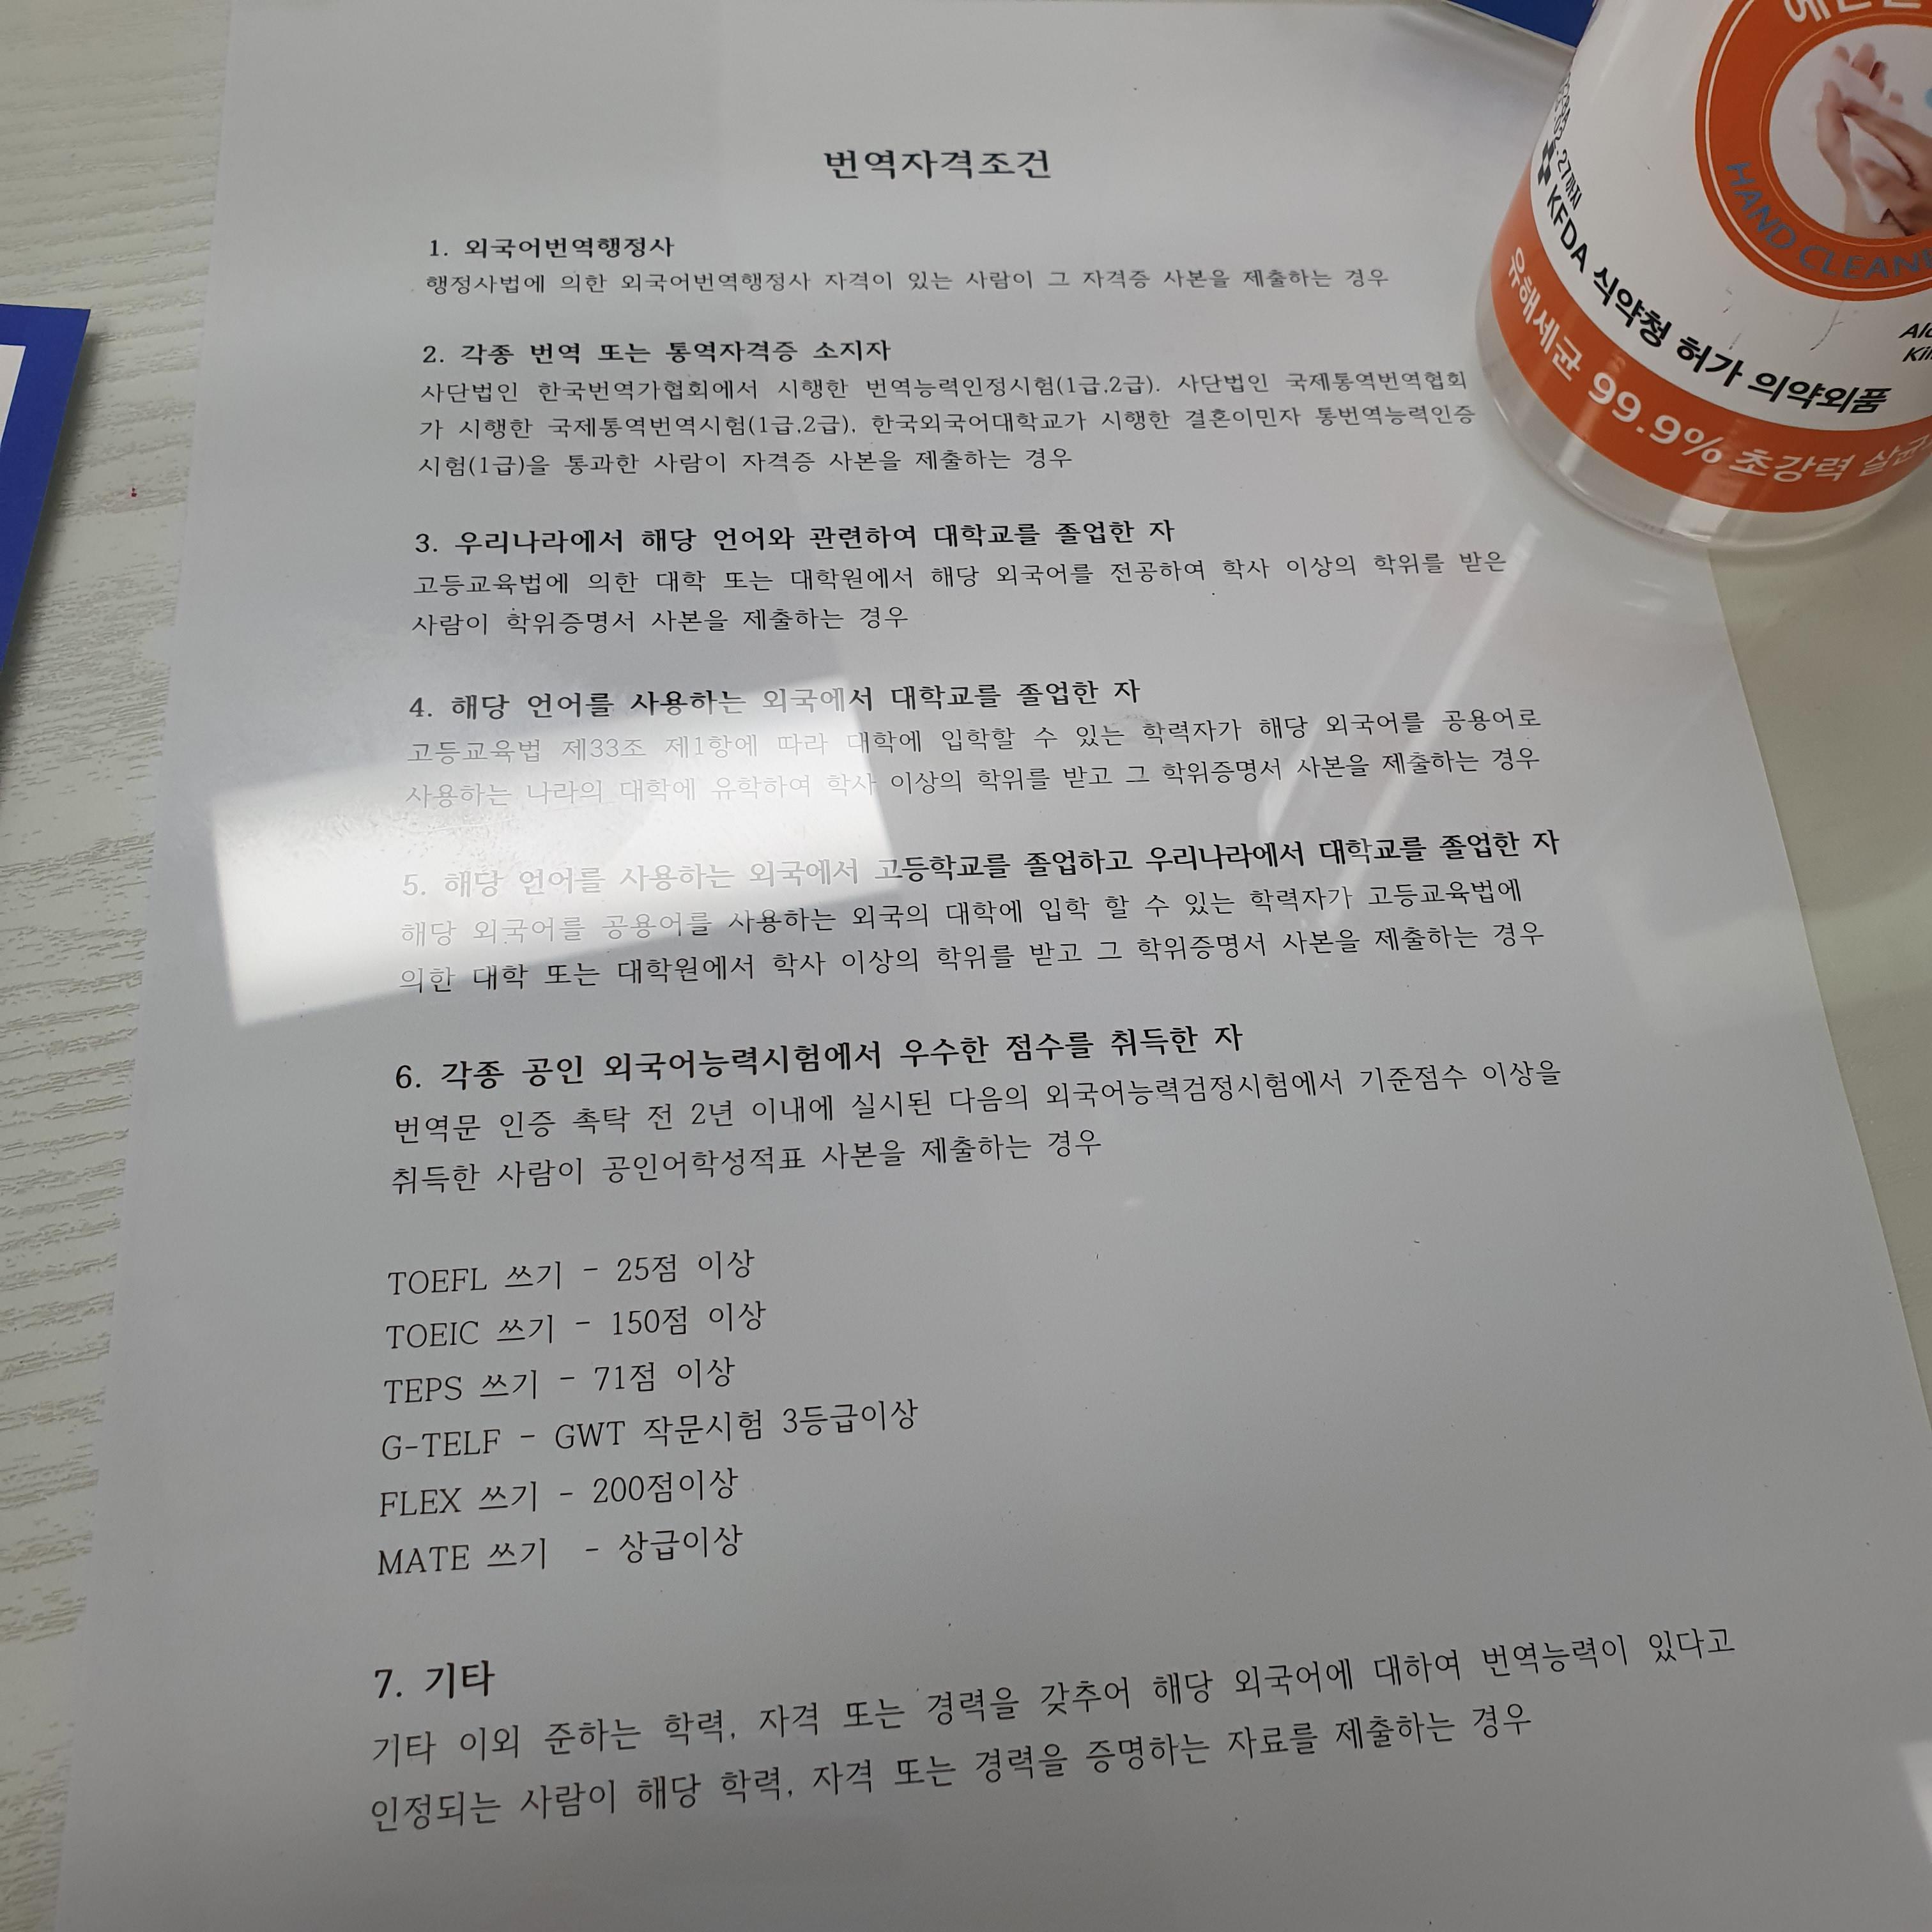 번역자격조건
1. 외국어번역행정사
행정사법에 의한 외국어번역행정사 자격이 있는 사람이 그 자격증 사본을 제출하는 경우
2. 각종 번역 또는 통역자격증 소지자
사단법인 한국번역가협회에서 시행한 번역능력인정시험(1급,2급). 사단법인 국제통역번역협회
가 시행한 국제통역번역시험(1급,2급), 한국외국어대학교가 시행한 결혼이민자 통번역능력인증
시험(1급)을 통과한 사람이 자격증 사본을 제출하는 경우
3. 우리나라에서 해당 언어와 관련하여 대학교를 졸업한 자
고등교육법에 의한 대학 또는 대학원에서 해당 외국어를 전공하여 학사 이상의 학위를 받은
사람이 학위증명서 사본을 제출하는 경우
4. 해당 언어를 사용하는 외국에서 대학교를 졸업한 자
고등교육법 제33조 제1항에 따라 대학에 입학할 수 있는 학력자가 해당 외국어를 공용어로
사용하는 나라의 대학에 유학하여 학사 이상의 학위를 받고 그 학위증명서 사본을 제출하는 경우
5. 해당 언어를 사용하는 외국에서 고등학교를 졸업하고 우리나라에서 대학교를 졸업한 자
해당 외국어를 공용어를 사용하는 외국의 대학에 입학 할 수 있는 학력자가 고등교육법에
의한 대학 또는 대학원에서 학사 이상의 학위를 받고 그 학위증명서 사본을 제출하는 경우
6. 각종 공인 외국어능력시험에서 우수한 점수를 취득한 자
번역문 인증 촉탁 전 2년 이내에 실시된 다음의 외국어능력검정시험에서 기준점수 이상을
취득한 사람이 공인어학성적표 사본을 제출하는 경우
TOEFL 쓰기 - 25점 이상
TOEIC 쓰기 - 150점 이상
TEPS 쓰기 - 71점 이상
G-TELF - GWT 작문시험 3등급이상
FLEX 쓰기 - 200점이상
MATE 쓰기 - 상급이상
7. 기타
기타 이외 준하는 학력, 자격 또는 경력을 갖추어 해당 외국어에 대하여 번역능력이 있다고
인정되는 사람이 해당 학력, 자격 또는 경력을 증명하는 자료를 제출하는 경우
HAND
KFDA 식약청 허가 의약외품
유해세균 99.9% 초강력